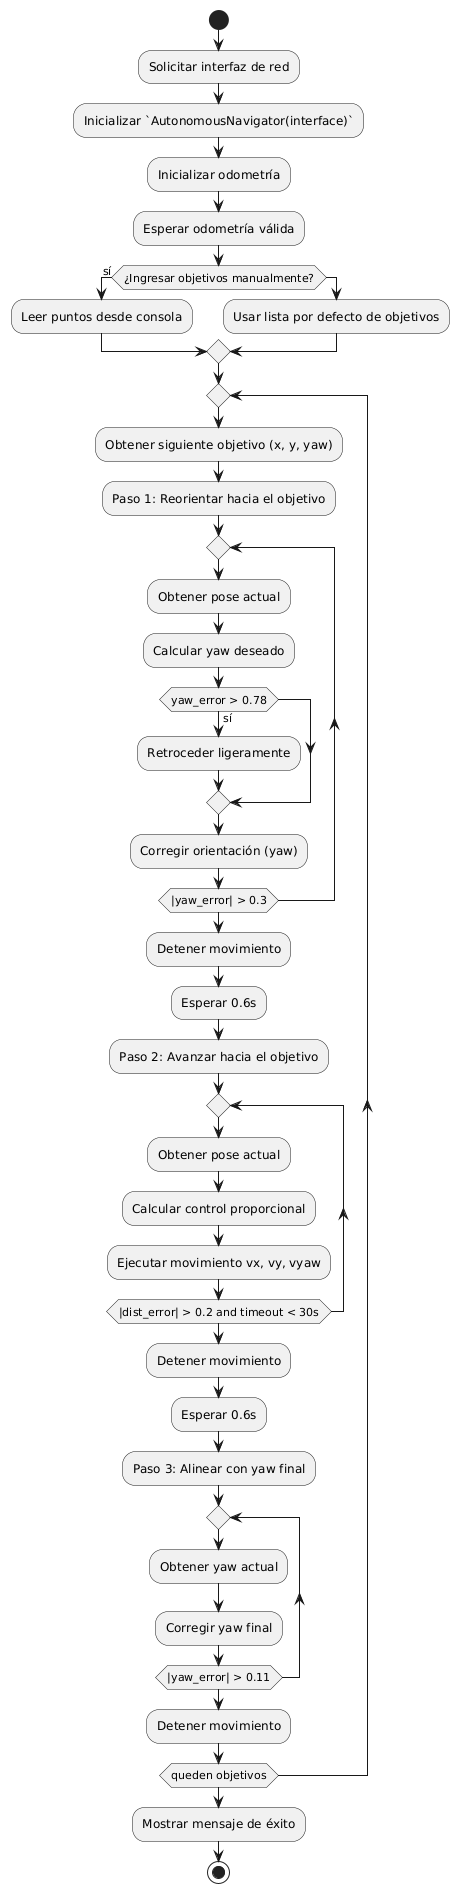 Solicitar interfaz de red
Inicializar `AutonomousNavigator(interface)`
Inicializar odometría
Esperar odometría válida
sí
¿Ingresar objetivos manualmente?
Leer puntos desde consola
Usar lista por defecto de objetivos
Obtener siguiente objetivo (x, y, yaw)
Paso 1: Reorientar hacia el objetivo
Obtener pose actual
Calcular yaw deseado
yaw_error > 0.78
sí
Retroceder ligeramente
Corregir orientación (yaw)
|yaw_error| > 0.3
Detener movimiento
Esperar 0.6s
Paso 2: Avanzar hacia el objetivo
Obtener pose actual
Calcular control proporcional
Ejecutar movimiento vx, vy, vyaw
|dist_error| > 0.2 and timeout < 30s
Detener movimiento
Esperar 0.6s
Paso 3: Alinear con yaw final
Obtener yaw actual
Corregir yaw final
|yaw_error| > 0.11
Detener movimiento
queden objetivos
Mostrar mensaje de éxito